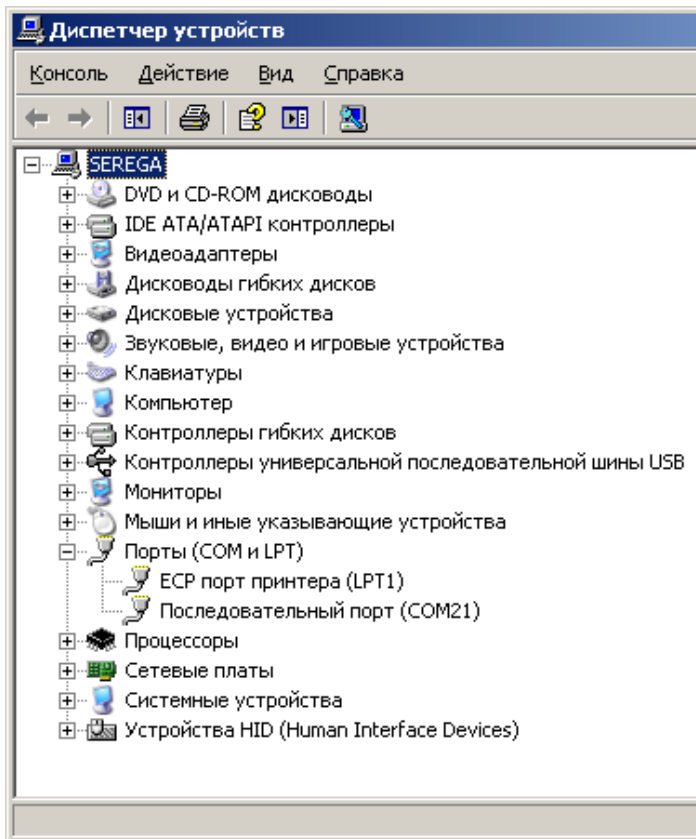 Диспетчер устройств
Консоль Действие Вид Справка
SEREGA
DVD и CD-ROM дисководы
IDE ATA/ATAPI контроллеры
Видеоадаптеры
Дисководы гибких дисков
Дисковые устройства
Звуковые, видео и игровые устройства
Клавиатуры
Компьютер
Контроллеры гибких дисков
Контроллеры универсальной последовательной шины USB
Мониторы
Мыши и иные указывающие устройства
Порты (COM и LPT)
ECP порт принтера (LPT1)
Последовательный порт (COM21)
Процессоры
Сетевые платы
Системные устройства
Устройства HID (Human Interface Devices)